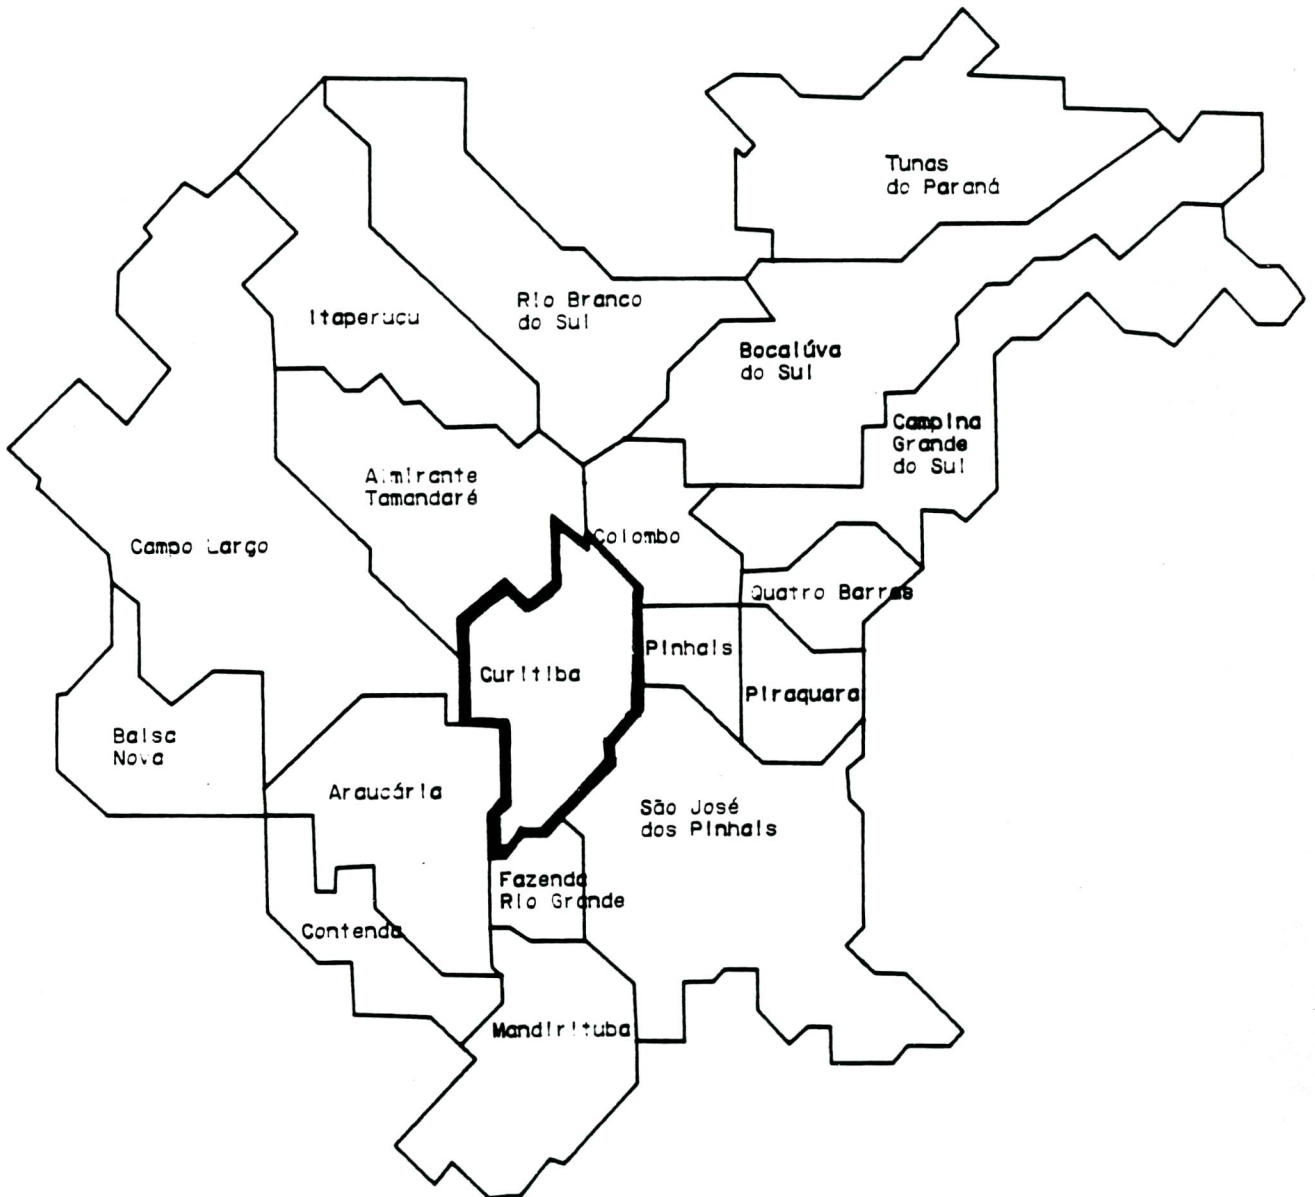 Tunas
do Paraná
Rio Branco
do Sul
Itaperuçu
Bocaiúva
do Sul
Campina
Grande
do Sul
Almirante
Tamandaré
Colombo
Campo Largo
Quatro Barras
Pinhais
Curitiba
Piraquara
Balsa
Nova
Araucária
São José
dos Pinhais
Fazenda
Rio Grande
Contenda
Mandirituba